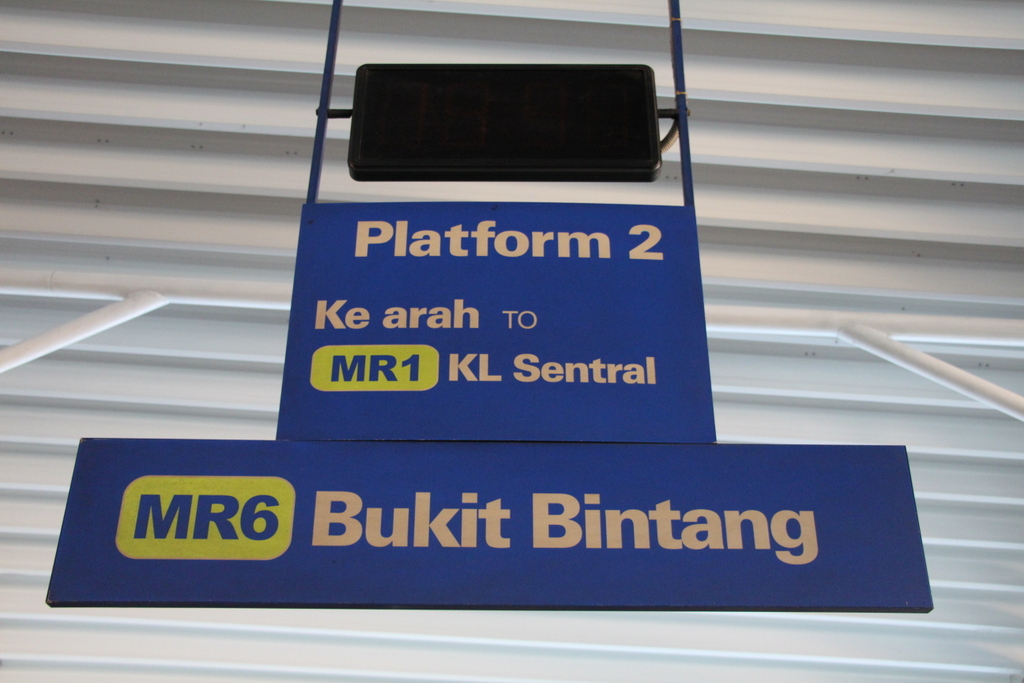 Platform 2
Ke arah TO
MR1 KL Sentral
MR6 Bukit Bintang